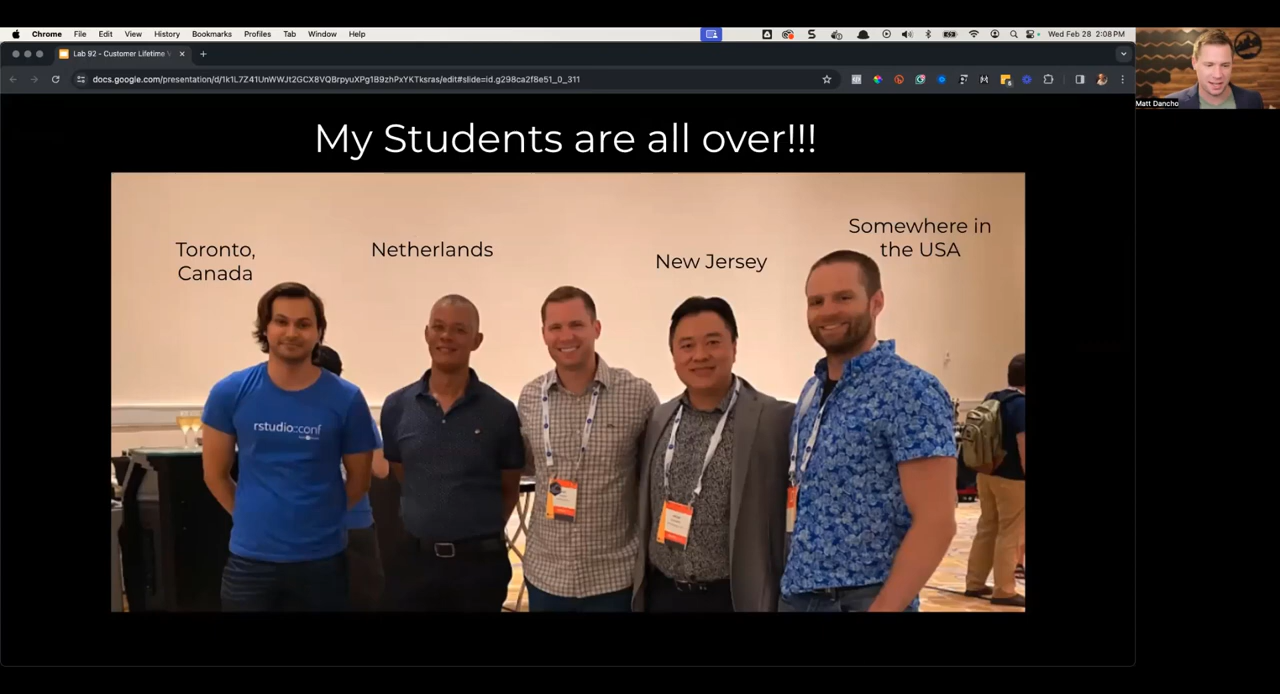 Chrome File Edit View History Bookmarks Profiles Tab Window Help
Wed Feb 28 2:08 PM
Lab 92 - Customer Lifetime
docs.google.com/presentation/d/1k1L7Z41UnWWJt2GCX8VQBrpyuXPg1B9zhPxYKTksras/edit#slide=id.g298ca2f8e51_0_311
Matt Dancho
My Students are all over!!!
Toronto,
Canada
Netherlands
New Jersey
Somewhere in
the USA
rstudio::conf